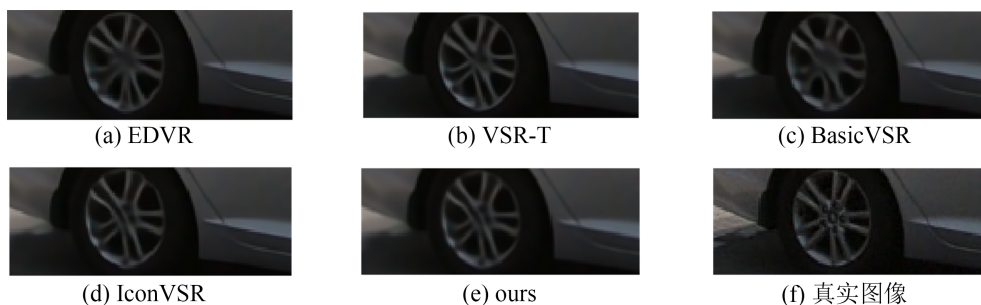 (a) EDVR
(b) VSR-T
(c) BasicVSR
(d) IconVSR
(e) ours
(f) 真实图像